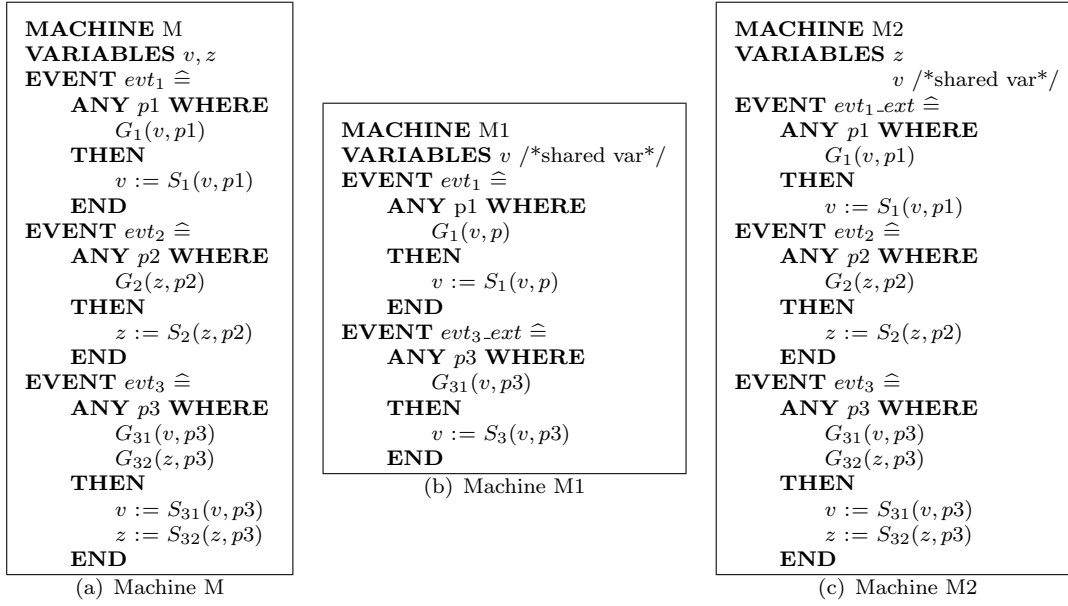 MACHINE M
VARIABLES v, z
EVENT evt₁ ≙
ANY p1 WHERE
G₁(v, p1)
THEN
v := S₁(v, p1)
END
EVENT evt₂ ≙
ANY p2 WHERE
G₂(z, p2)
THEN
z := S₂(z, p2)
END
EVENT evt₃ ≙
ANY p3 WHERE
G₃₁(v, p3)
G₃₂(z, p3)
THEN
v := S₃₁(v, p3)
z := S₃₂(z, p3)
END
(a) Machine M
MACHINE M1
VARIABLES v /*shared var*/
EVENT evt₁ ≙
ANY p1 WHERE
G₁(v, p)
THEN
v := S₁(v, p)
END
EVENT evt₃_ext ≙
ANY p3 WHERE
G₃₁(v, p3)
THEN
v := S₃(v, p3)
END
(b) Machine M1
MACHINE M2
VARIABLES z
v /*shared var*/
EVENT evt₁_ext ≙
ANY p1 WHERE
G₁(v, p1)
THEN
v := S₁(v, p1)
EVENT evt₂ ≙
ANY p2 WHERE
G₂(z, p2)
THEN
z := S₂(z, p2)
END
EVENT evt₃ ≙
ANY p3 WHERE
G₃₁(v, p3)
G₃₂(z, p3)
THEN
v := S₃₁(v, p3)
z := S₃₂(z, p3)
END
(c) Machine M2